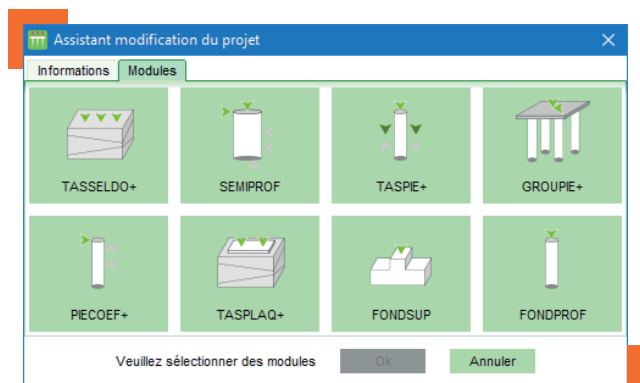 Assistant modification du projet
Informations Modules
TASSELDO+ SEMIPROF TASPIE+ GROUPIE+
PIECOEF+ TASPLAQ+ FONDSUP FONDPROF
Veuillez sélectionner des modules Ok Annuler